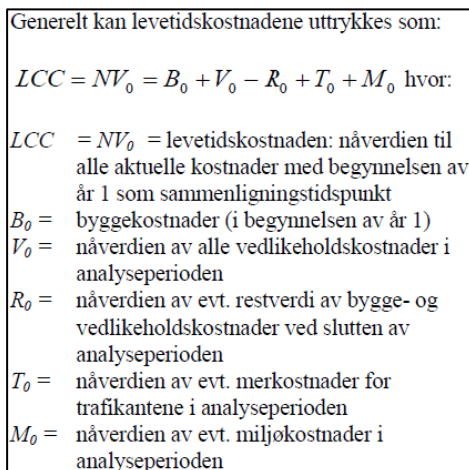 Generelt kan levetidskostnadene uttrykkes som:
LCC = NV₀ = B₀ + V₀ − R₀ + T₀ + M₀ hvor:
LCC = NV₀ = levetidskostnaden: nåverdien til
alle aktuelle kostnader med begynnelsen av
år 1 som sammenligningstidspunkt
B₀ = byggekostnader (i begynnelsen av år 1)
V₀ = nåverdien av alle vedlikeholdskostnader i
analyseperioden
R₀ = nåverdien av evt. restverdi av bygge- og
vedlikeholdskostnader ved slutten av
analyseperioden
T₀ = nåverdien av evt. merkostnader for
trafikantene i analyseperioden
M₀ = nåverdien av evt. miljøkostnader i
analyseperioden